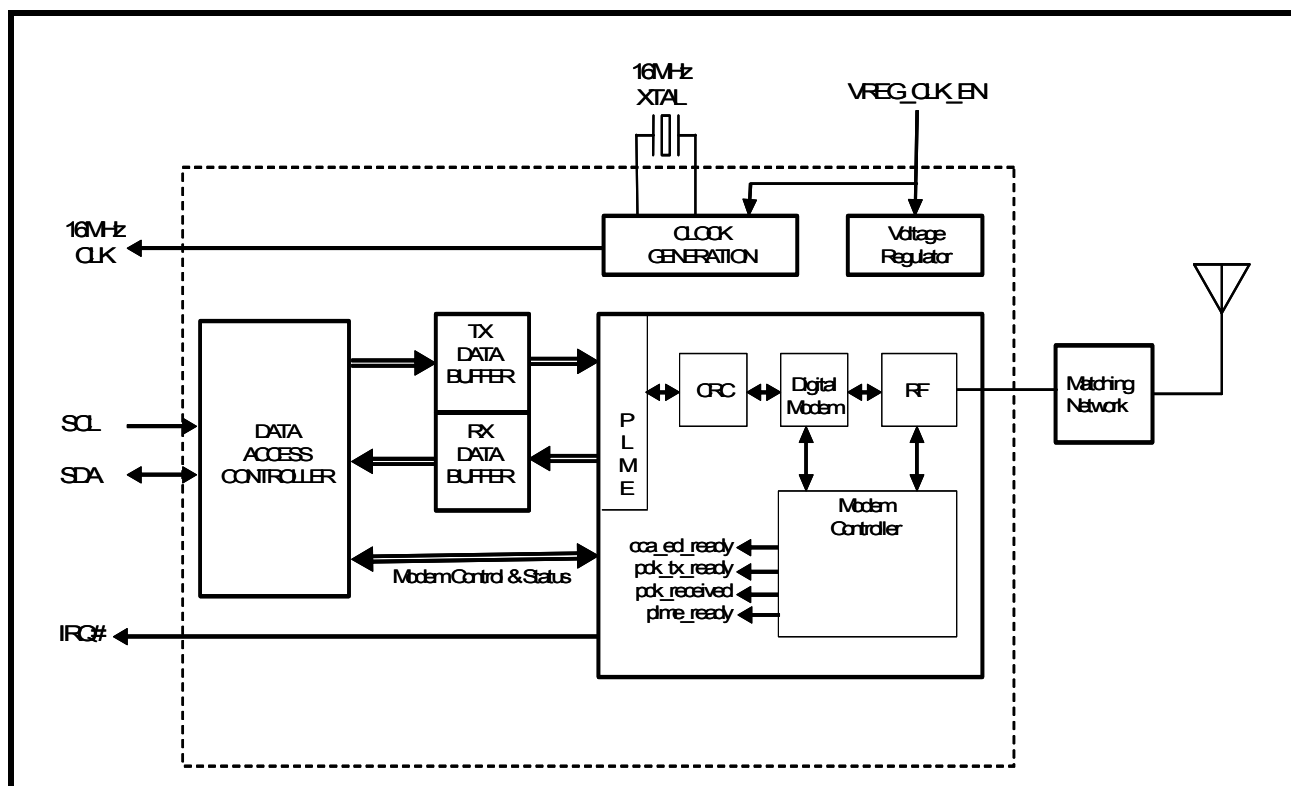 16MHz
XTAL
VREG_CLK_EN
16MHz
CLK
CLOCK
GENERATION
Voltage
Regulator
TX
DATA
BUFFER
RX
DATA
BUFFER
DATA
ACCESS
CONTROLLER
SCL
SDA
P
L
M
E
CRC
Digital
Modem
RF
Matching
Network
Modem
Controller
cca_ed_ready
pck_tx_ready
pck_received
plme_ready
Modem Control & Status
IRQ#